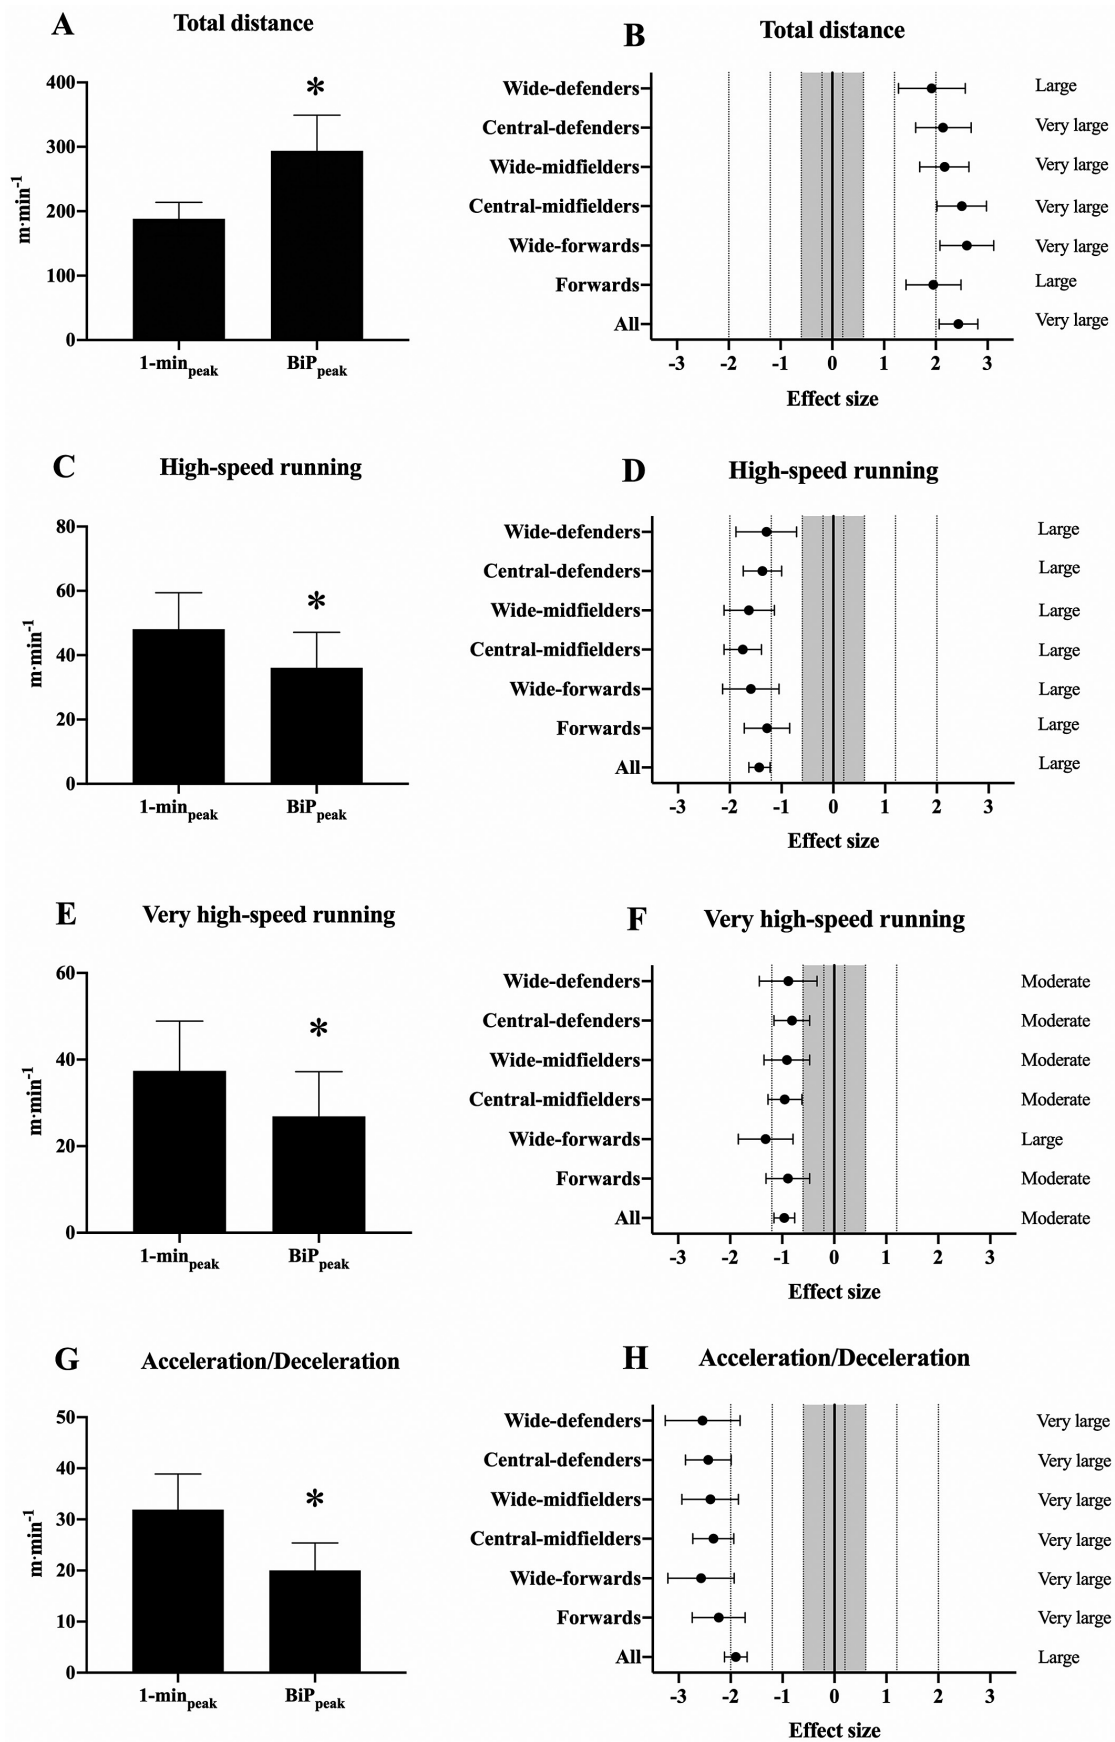 A
Total distance
400
300
200
100
0
m·min-1
1-minpeak
BiPpeak
*
B
Total distance
Wide-defenders
Central-defenders
Wide-midfielders
Central-midfielders
Wide-forwards
Forwards
All
Large
Very large
Very large
Very large
Very large
Large
Very large
-3 -2 -1 0 1 2 3
Effect size
C
High-speed running
80
60
40
20
0
m·min-1
1-minpeak
BiPpeak
*
D
High-speed running
Wide-defenders
Central-defenders
Wide-midfielders
Central-midfielders
Wide-forwards
Forwards
All
Large
Large
Large
Large
Large
Large
Large
-3 -2 -1 0 1 2 3
Effect size
E
Very high-speed running
60
40
20
0
m·min-1
1-minpeak
BiPpeak
*
F
Very high-speed running
Wide-defenders
Central-defenders
Wide-midfielders
Central-midfielders
Wide-forwards
Forwards
All
Moderate
Moderate
Moderate
Moderate
Large
Moderate
Moderate
-3 -2 -1 0 1 2 3
Effect size
G
Acceleration/Deceleration
50
40
30
20
10
0
m·min-1
1-minpeak
BiPpeak
*
H
Acceleration/Deceleration
Wide-defenders
Central-defenders
Wide-midfielders
Central-midfielders
Wide-forwards
Forwards
All
Very large
Very large
Very large
Very large
Very large
Very large
Large
-3 -2 -1 0 1 2 3
Effect size